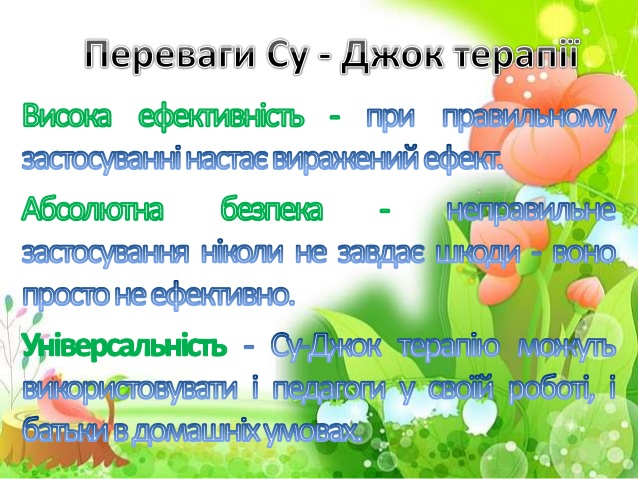 Переваги Су - Джок терапії
Висока ефективність - при правильному
застосуванні настає виражений ефект.
Абсолютна безпека - неправильне
застосування ніколи не завдає шкоди - воно
просто не ефективно.
Універсальність - Су-Джок терапію можуть
використовувати і педагоги у своїй роботі, і
батьки в домашніх умовах.